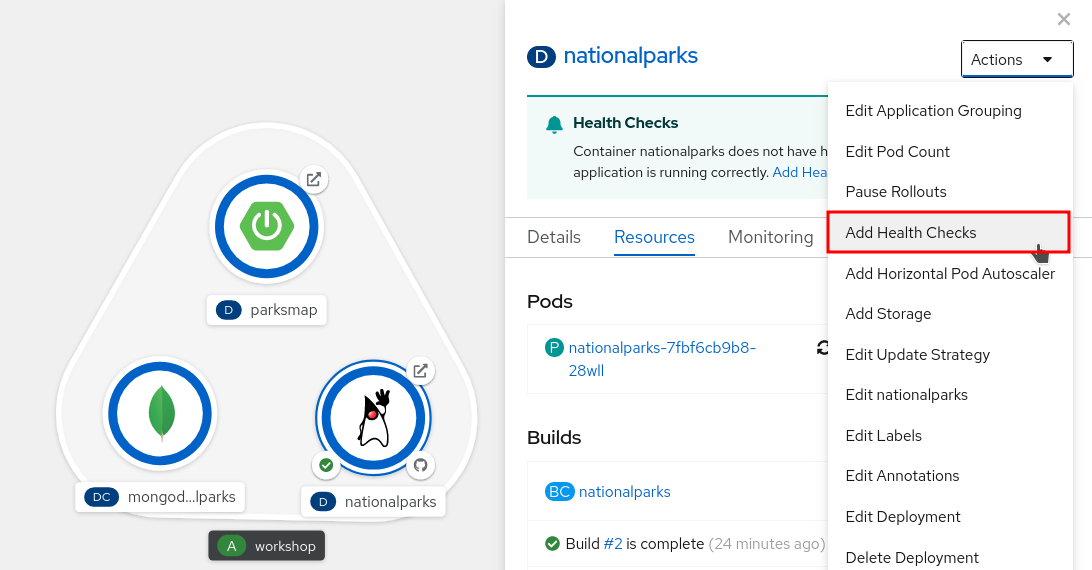 D parksmap
DC mongod...lparks
D nationalparks
A workshop
×
D nationalparks
Actions
Health Checks
Container nationalparks does not have h
application is running correctly. Add Hea
Details Resources Monitoring
Pods
P nationalparks-7fbf6cb9b8-
28wll
Builds
BC nationalparks
Build #2 is complete (24 minutes ago)
Edit Application Grouping
Edit Pod Count
Pause Rollouts
Add Health Checks
Add Horizontal Pod Autoscaler
Add Storage
Edit Update Strategy
Edit nationalparks
Edit Labels
Edit Annotations
Edit Deployment
Delete Deployment